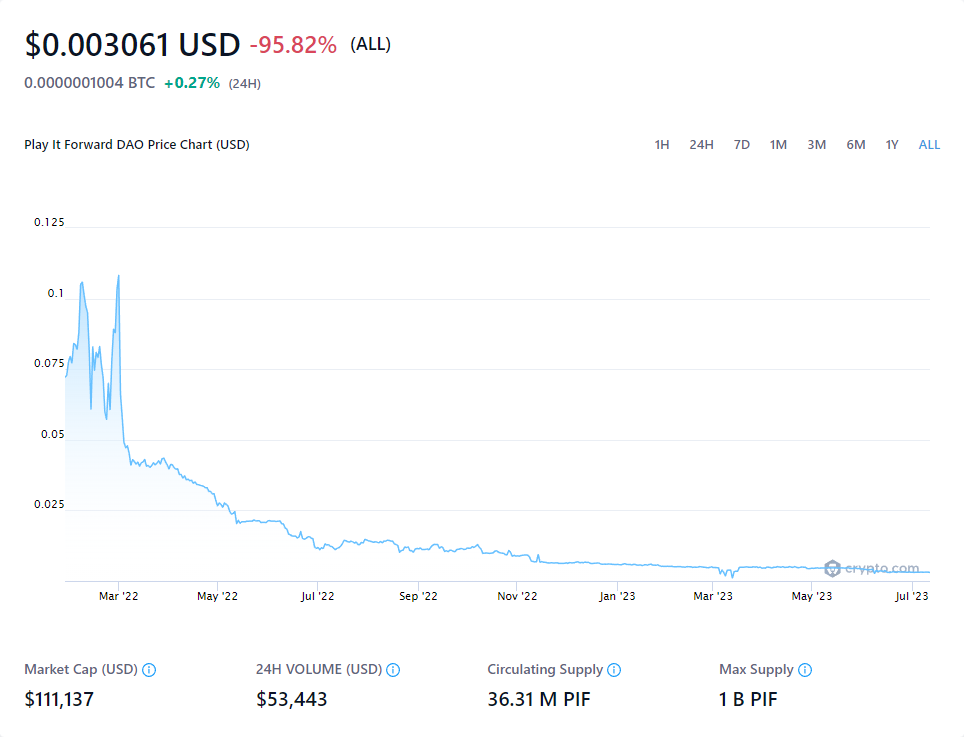 $0.003061 USD -95.82% (ALL)
0.0000001004 BTC +0.27% (24H)
Play It Forward DAO Price Chart (USD) 1H 24H 7D 1M 3M 6M 1Y ALL
0.125
0.1
0.075
0.05
0.025
crypto.com
Mar '22 May '22 Jul '22 Sep '22 Nov '22 Jan '23 Mar '23 May '23 Jul '23
Market Cap (USD) 24H VOLUME (USD) Circulating Supply Max Supply
$111,137 $53,443 36.31 M PIF 1 B PIF